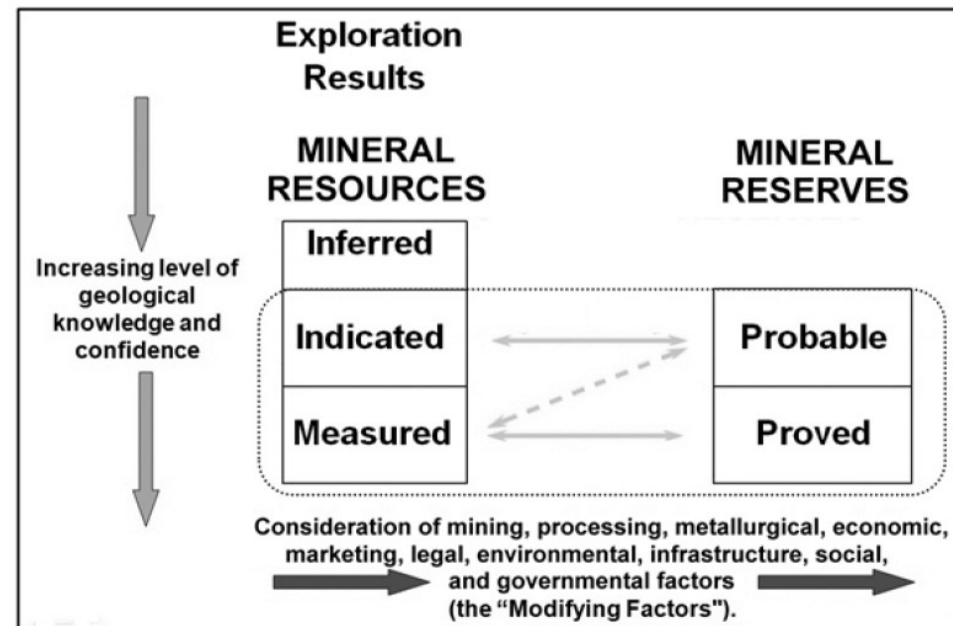 Exploration
Results
MINERAL
RESOURCES
MINERAL
RESERVES
Inferred
Increasing level of
geological
knowledge and
confidence
Indicated
Probable
Measured
Proved
Consideration of mining, processing, metallurgical, economic,
marketing, legal, environmental, infrastructure, social,
and governmental factors
(the “Modifying Factors").